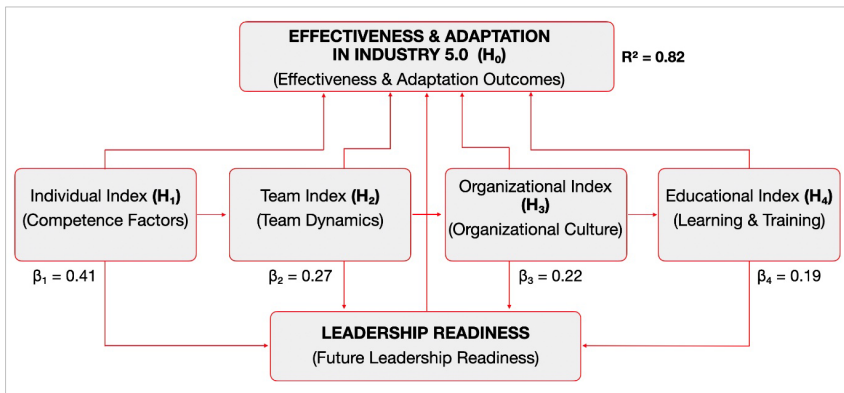 EFFECTIVENESS & ADAPTATION
IN INDUSTRY 5.0 (H₀)
(Effectiveness & Adaptation Outcomes)
R² = 0.82
Individual Index (H₁)
(Competence Factors)
Team Index (H₂)
(Team Dynamics)
Organizational Index
(H₃)
(Organizational Culture)
Educational Index (H₄)
(Learning & Training)
β₁ = 0.41
β₂ = 0.27
β₃ = 0.22
β₄ = 0.19
LEADERSHIP READINESS
(Future Leadership Readiness)